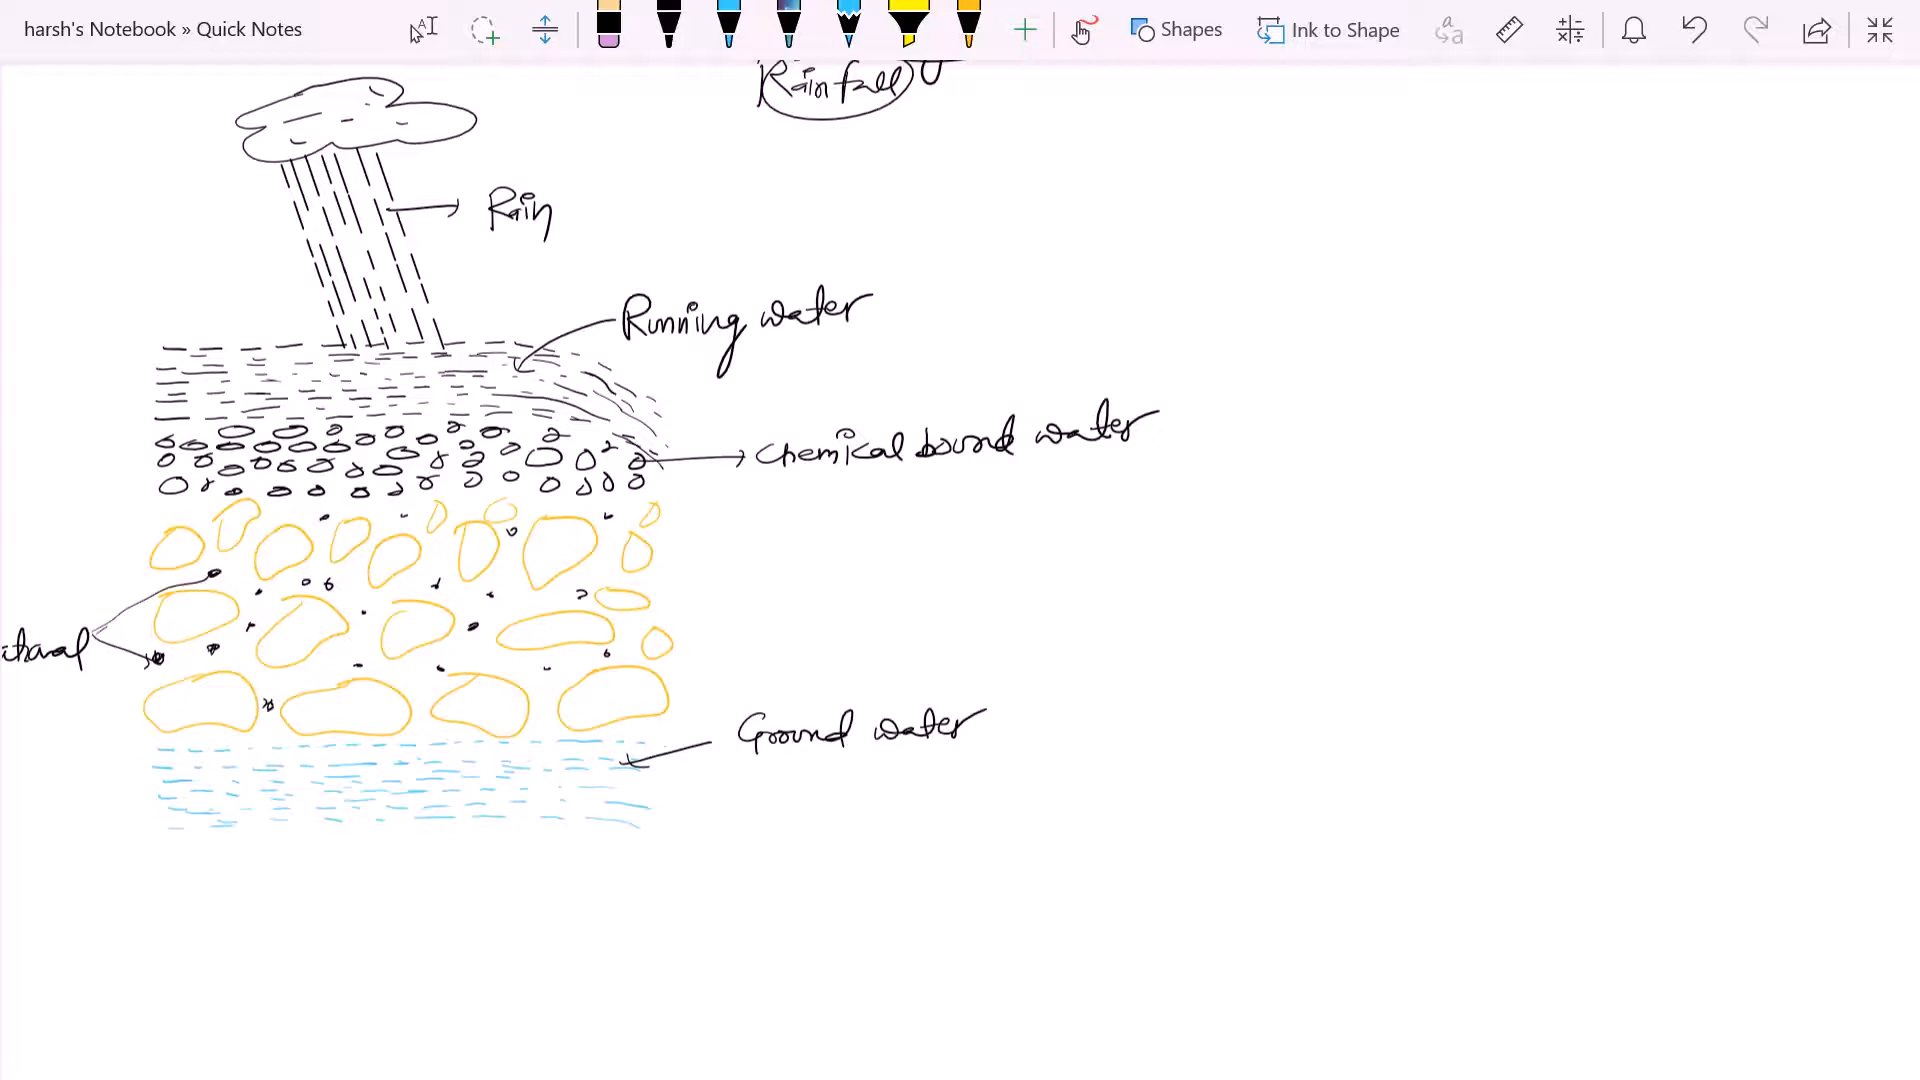 harsh's Notebook » Quick Notes
Shapes
Ink to Shape
Rainfall
Rain
Running water
Chemical bound water
Ground water